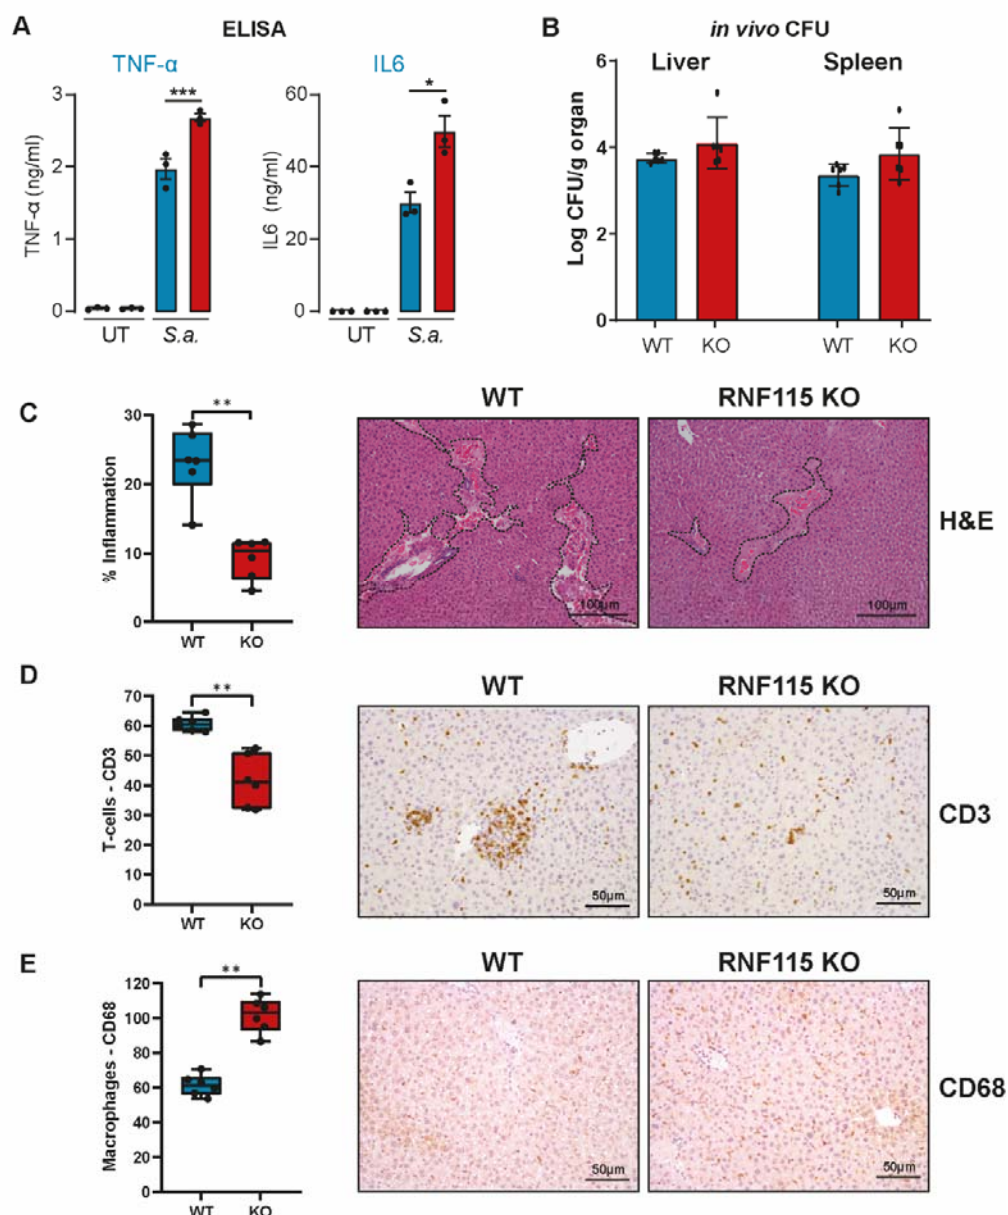 A
ELISA
TNF-α
IL6
TNF-α (ng/ml)
3
2
1
0
***
UT
S.a.
IL6 (ng/ml)
60
40
20
0
*
UT
S.a.
B
in vivo CFU
Liver
Spleen
Log CFU/g organ
6
4
2
0
WT
KO
WT
KO
C
% Inflammation
30
20
10
0
**
WT
KO
WT
RNF115 KO
100µm
100µm
H&E
D
T-cells - CD3
70
60
50
40
30
20
10
0
**
WT
KO
WT
RNF115 KO
50µm
50µm
CD3
E
Macrophages - CD68
120
100
80
60
40
20
0
**
WT
KO
WT
RNF115 KO
50µm
50µm
CD68